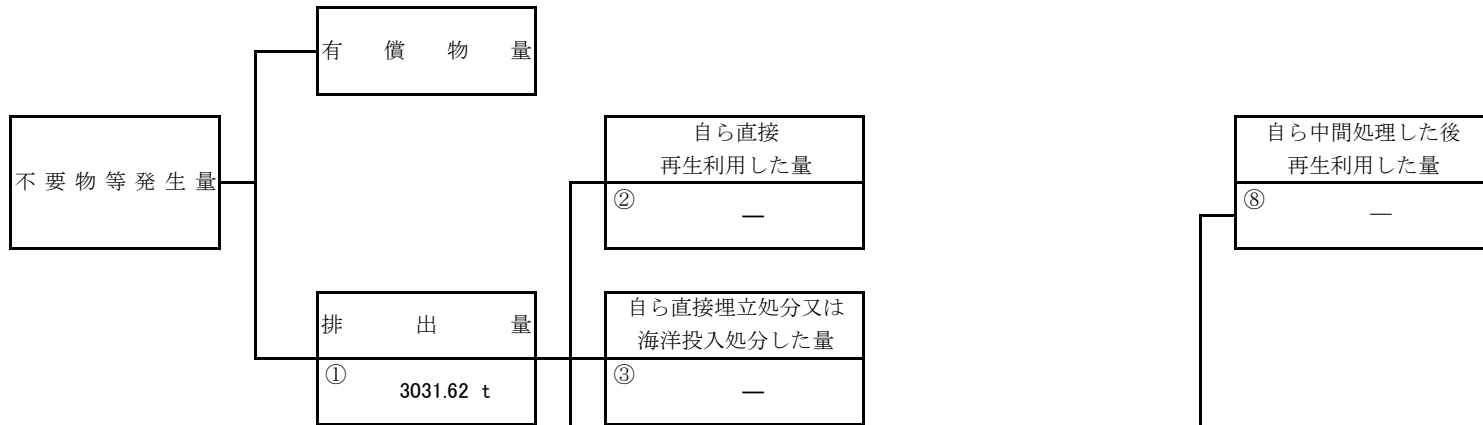 有償物量
不要物等発生量
自ら直接
再生利用した量
② ―
自ら中間処理した後
再生利用した量
⑧ ―
排出量
① 3031.62 t
自ら直接埋立処分又は
海洋投入処分した量
③ ―